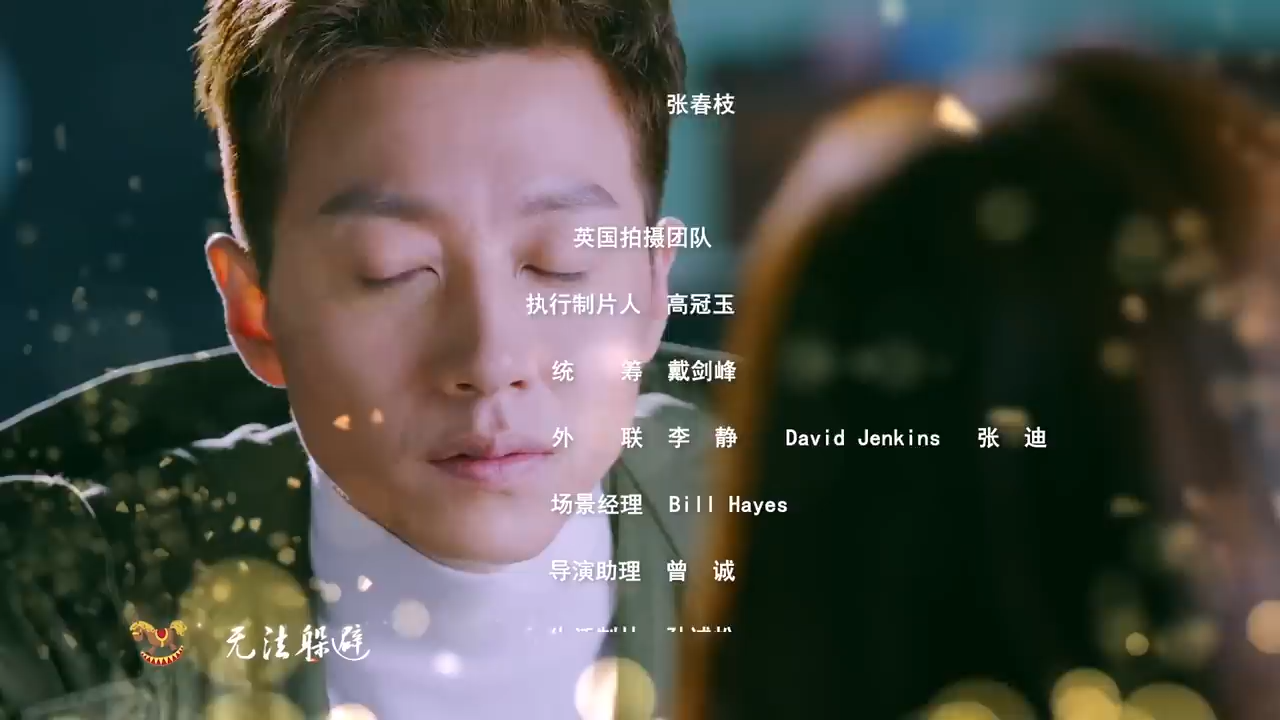 张春枝
英国拍摄团队
执行制片人 高冠玉
统 筹 戴剑峰
外 联 李 静 David Jenkins 张 迪
场景经理 Bill Hayes
导演助理 曾 诚
无法躲避